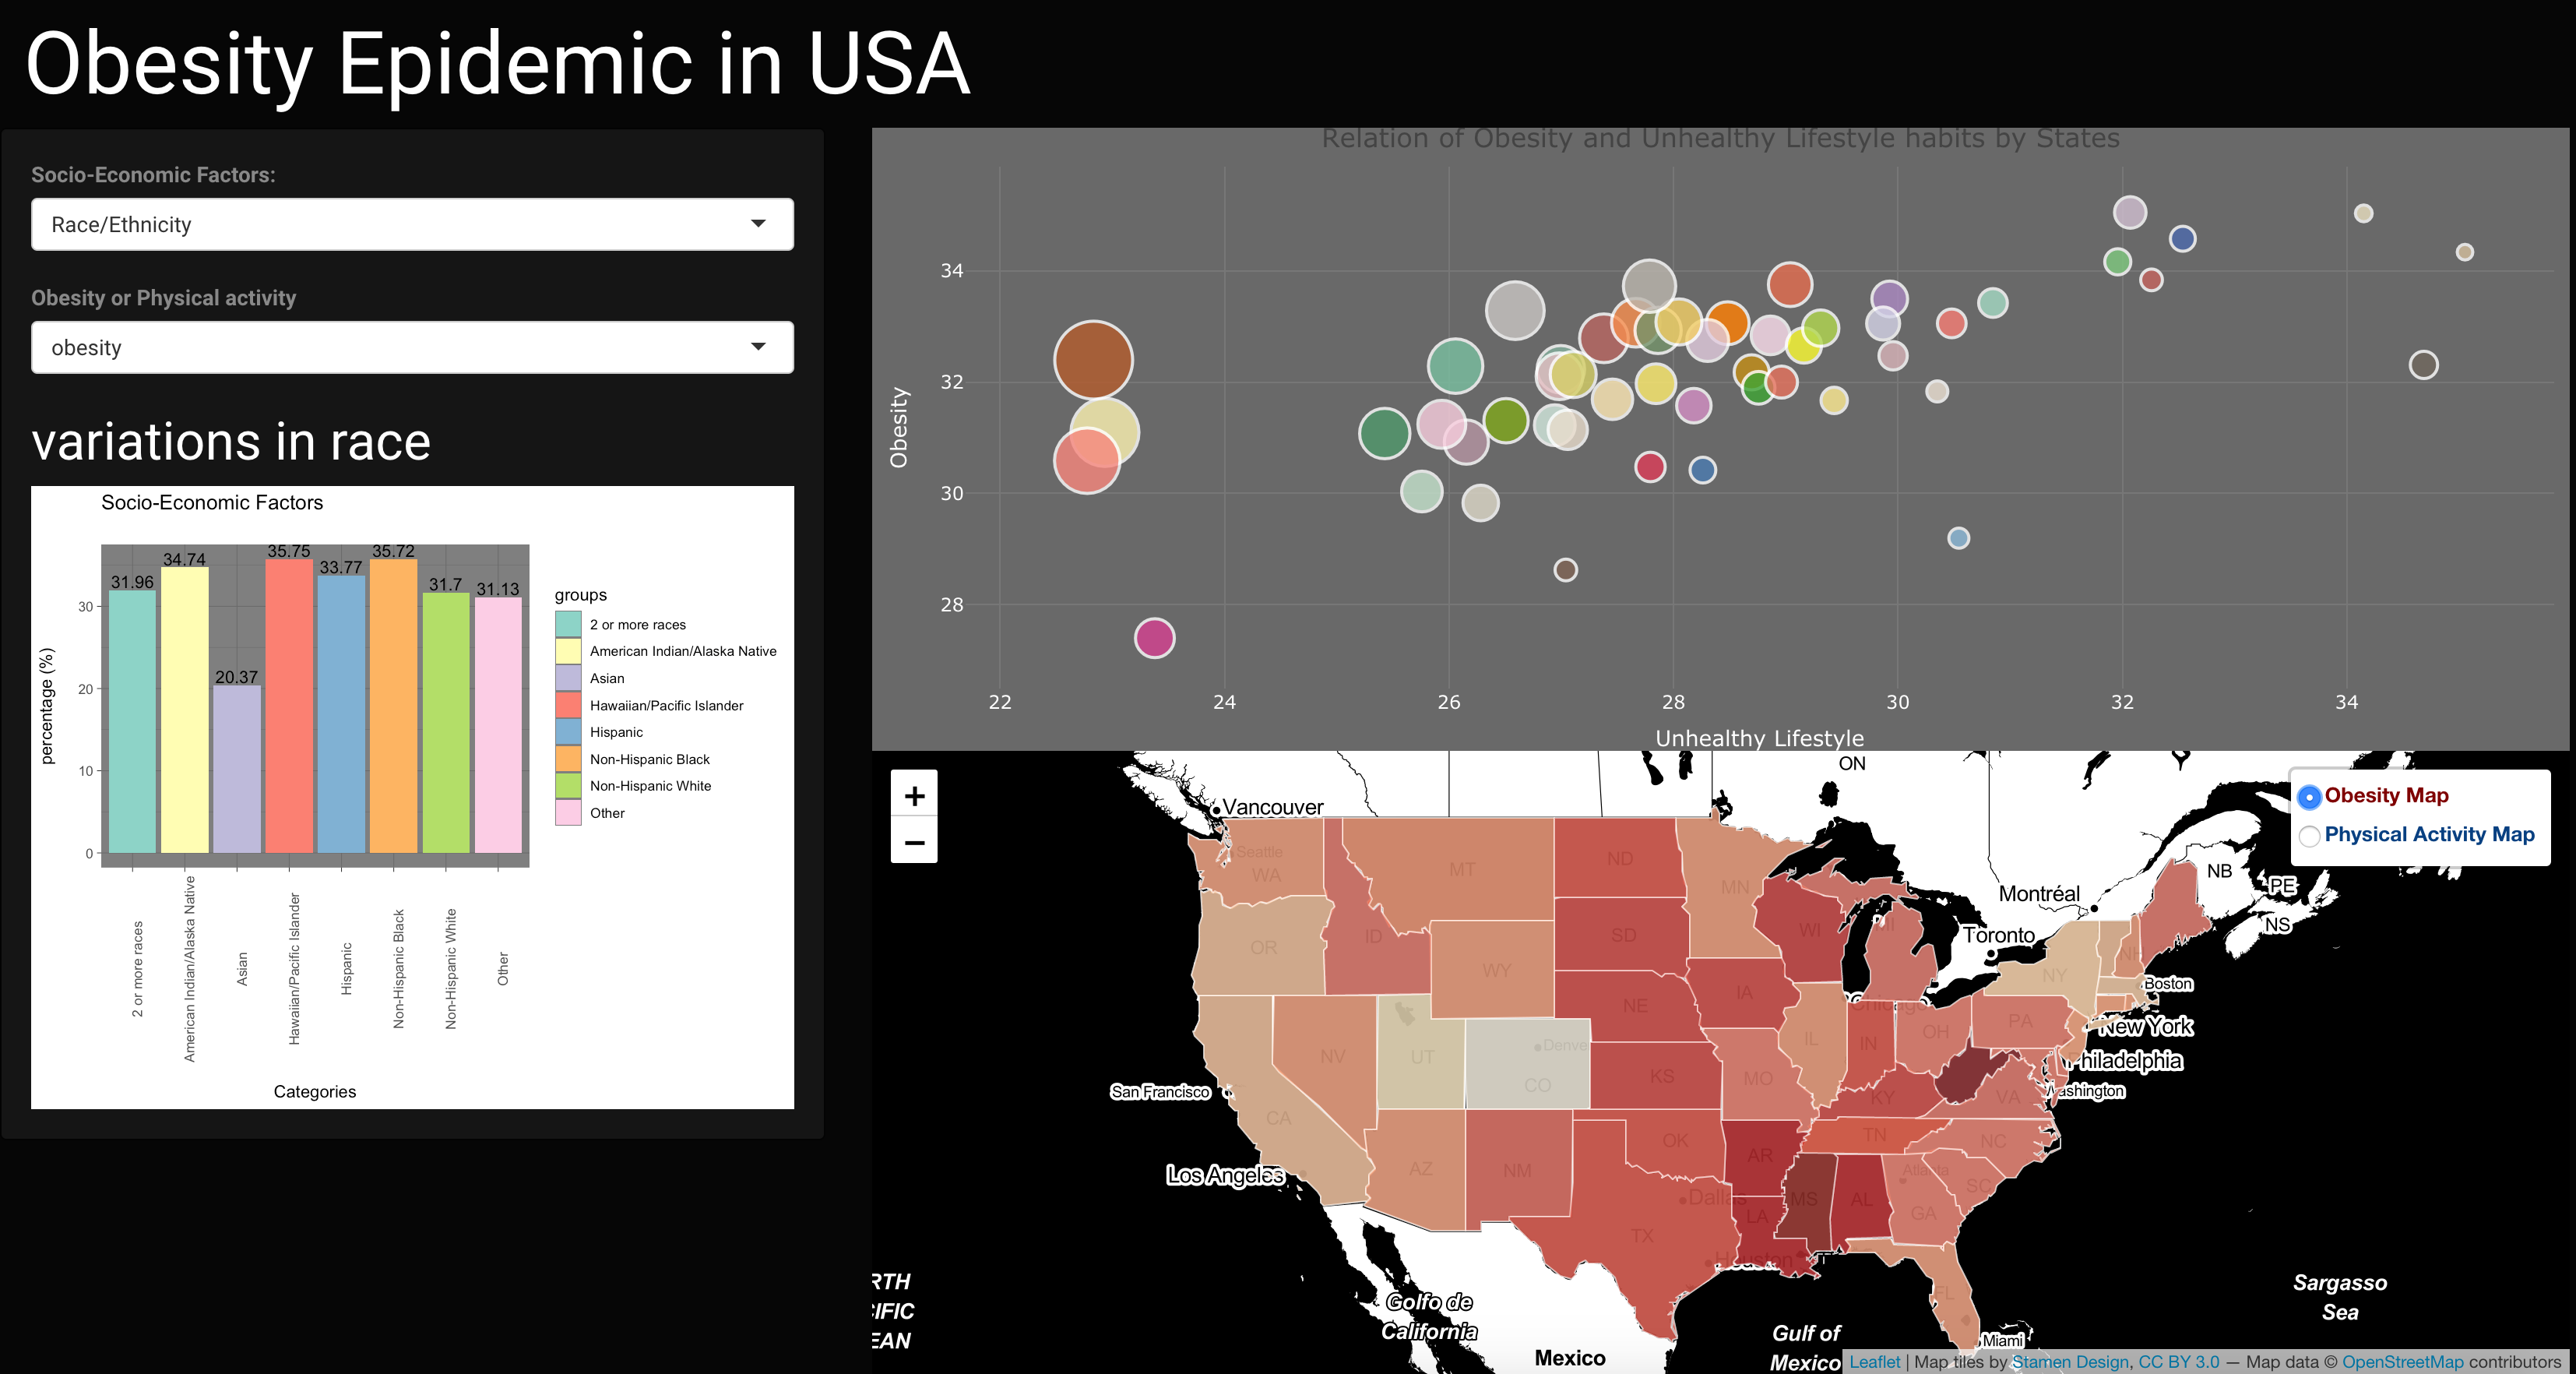 Obesity Epidemic in USA
Socio-Economic Factors:
Race/Ethnicity
Obesity or Physical activity
obesity
variations in race
Socio-Economic Factors
percentage (%)
30
20
10
0
31.96
34.74
20.37
35.75
33.77
35.72
31.7
31.13
2 or more races
American Indian/Alaska Native
Asian
Hawaiian/Pacific Islander
Hispanic
Non-Hispanic Black
Non-Hispanic White
Other
Categories
groups
2 or more races
American Indian/Alaska Native
Asian
Hawaiian/Pacific Islander
Hispanic
Non-Hispanic Black
Non-Hispanic White
Other
Relation of Obesity and Unhealthy Lifestyle habits by States
Obesity
34
32
30
28
22
24
26
28
30
32
34
Unhealthy Lifestyle
+
−
Obesity Map
Physical Activity Map
ON
Vancouver
Seattle
WA
MT
ND
MN
Montréal
NB
PE
NS
OR
ID
SD
WI
MI
Toronto
NH
WY
NY
Boston
IA
NE
Chicago
NV
UT
Denve
CO
IL
IN
OH
PA
New York
Philadelphia
San Francisco
KS
MO
KY
VA
ashington
CA
OK
TN
NC
Los Angeles
AZ
NM
AR
Atlanta
SC
Dallas
MS
AL
GA
LA
TX
Houston
FL
RTH
IFIC
EAN
Golfo de
California
Mexico
Gulf of
Mexico
Miami
Sargasso
Sea
Leaflet | Map tiles by Stamen Design, CC BY 3.0 — Map data © OpenStreetMap contributors